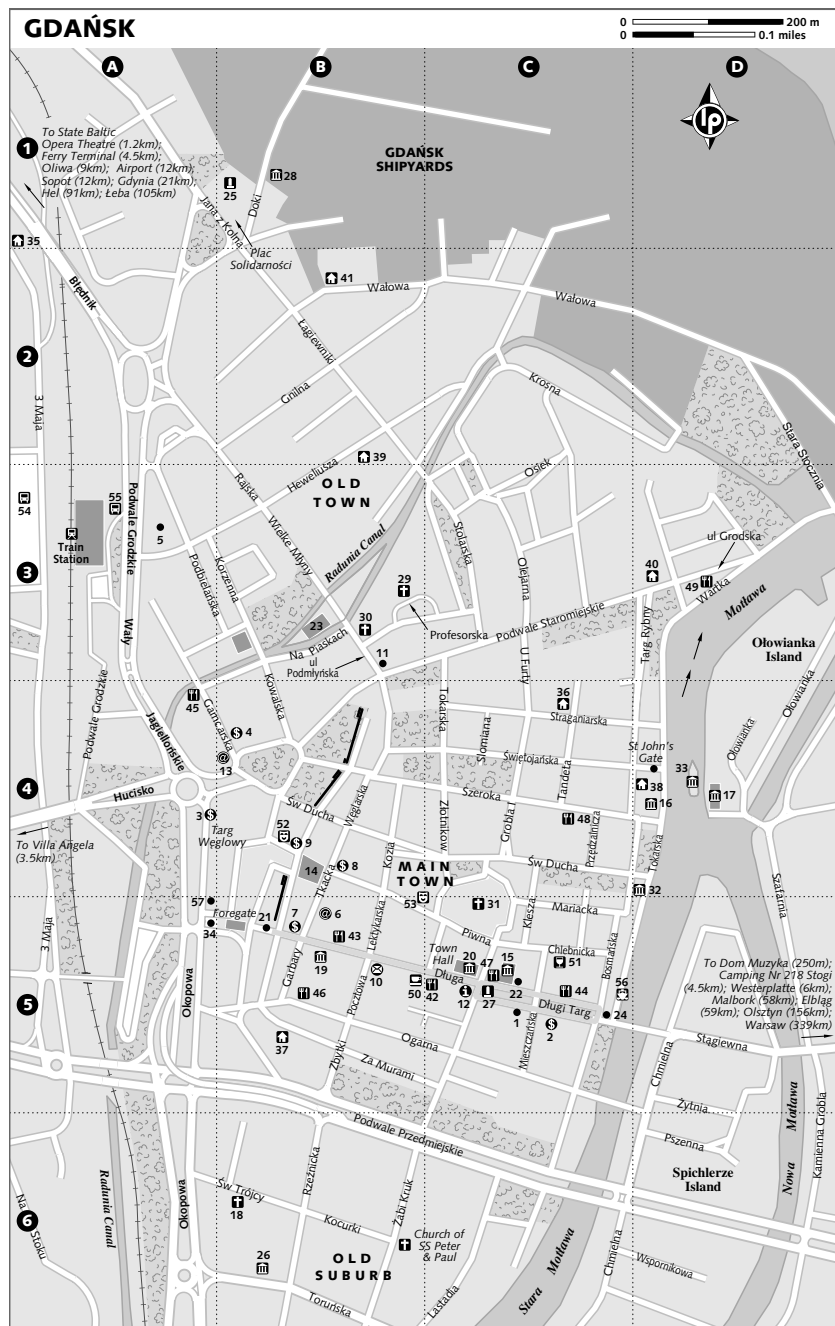 GDAŃSK
0 200 m
0 0.1 miles
A
B
C
D
1
To State Baltic
Opera Theatre (1.2km);
Ferry Terminal (4.5km);
Oliwa (9km) Airport (12km);
Sopot (12km); Gdynia (21km);
Hel (91km); Łeba (105km)
GDAŃSK
SHIPYARDS
lp
25
28
Doki
Jana z Kolna
Plac
Solidarności
35
41
Wałowa
Wałowa
Błędnik
2
Łagiewniki
Gnilna
Krosna
3 Maja
Stara Stocznia
39
Heweliusza
Rajska
Osiek
OLD
TOWN
54
55
Train
Station
5
Podwale Grodzkie
Wielke Młyny
Radunia Canal
Stolarska
Olejarna
ul Grodska
40
49
Wartka
Motława
3
Podbielańska
Korzenna
29
30
23
Profesorska
Podwale Staromiejskie
Targ Rybny
Ołowianka
Island
Wały
Na Piaskach
ul
Podmłyńska
11
U Furty
45
Garncarska
Kowalska
4
13
Podwale Grodzkie
Jagiellońskie
Tokarska
36
Straganiarska
Słomiana
Świętojańska
St John's
Gate
Ołowianka
Ołowianka
33
17
38
16
4
Hucisko
Szeroka
Tandeta
48
Św Ducha
Węglarska
Złotników
Grobla I
Przędzalnicza
3
Targ
Węglowy
52
9
To Villa Angela
(3.5km)
Kozia
MAIN
TOWN
Św Ducha
Tokarska
14
8
Tkacka
32
Szafarnia
57
Foregate
21
7
6
43
53
31
Mariacka
Klesza
Piwna
34
Lektykarska
Town
Hall
Chlebnicka
3 Maja
Garbary
19
10
Długa
20
47
15
51
Bosmańska
56
To Dom Muzyka (250m);
Camping Nr 218 Stogi
(4.5km); Westerplatte (6km);
Malbork (58km); Elbląg
(59km); Olsztyn (156km);
Warsaw (339km)
5
Okopowa
46
Pocztowa
50
42
12
27
22
44
Długi Targ
1
2
24
37
Zbytki
Ogarna
Mieszczańska
Stągiewna
Za Murami
Chmielna
Żytnia
Podwale Przedmiejskie
Pszenna
Nowa Motława
Kamienna Grobla
Spichlerze
Island
Radunia Canal
Okopowa
Św Trójcy
18
Rzeźnicka
Żabi Kruk
Kocurki
Church of
SS Peter
& Paul
6
Na Stoku
26
OLD
SUBURB
Toruńska
Lastadia
Stara Motława
Chmielna
Wspornikowa